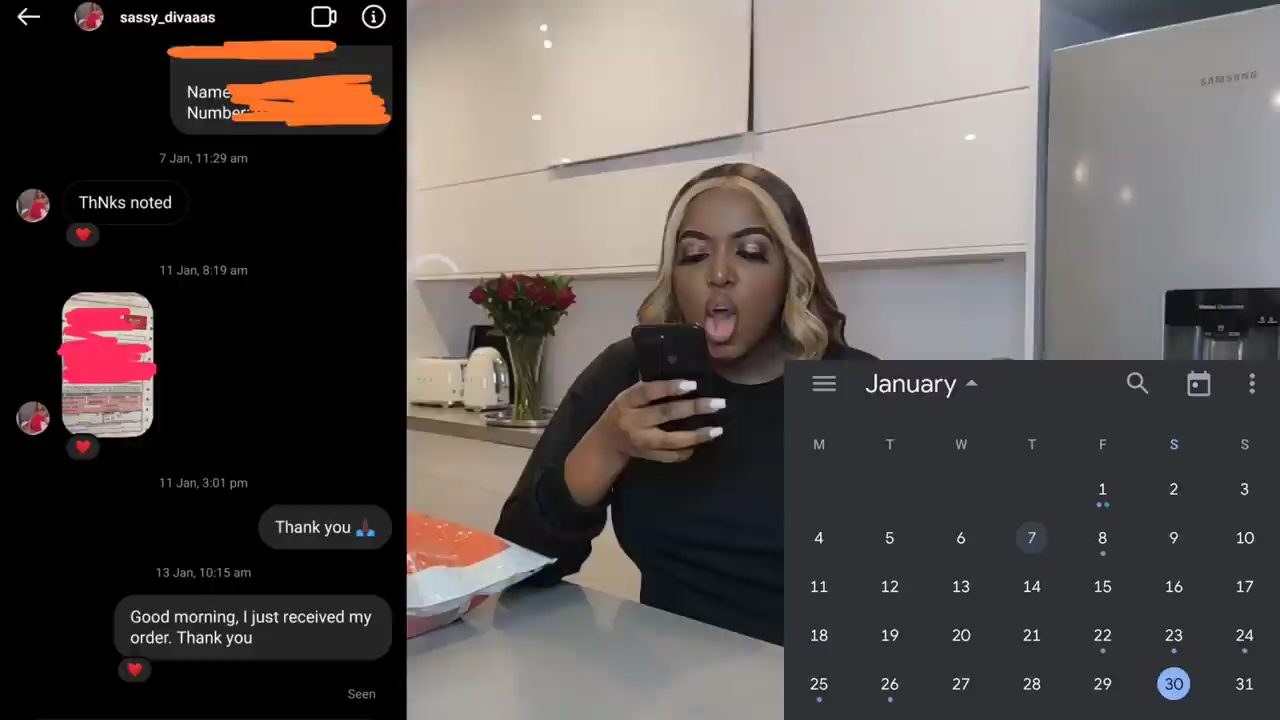 sassy_divaaas
Name
Number:
7 Jan, 11:29 am
ThNks noted
11 Jan, 8:19 am
11 Jan, 3:01 pm
Thank you
13 Jan, 10:15 am
Good morning, I just received my
order. Thank you
Seen
SAMSUNG
January
M T W T F S S
1 2 3
4 5 6 7 8 9 10
11 12 13 14 15 16 17
18 19 20 21 22 23 24
25 26 27 28 29 30 31